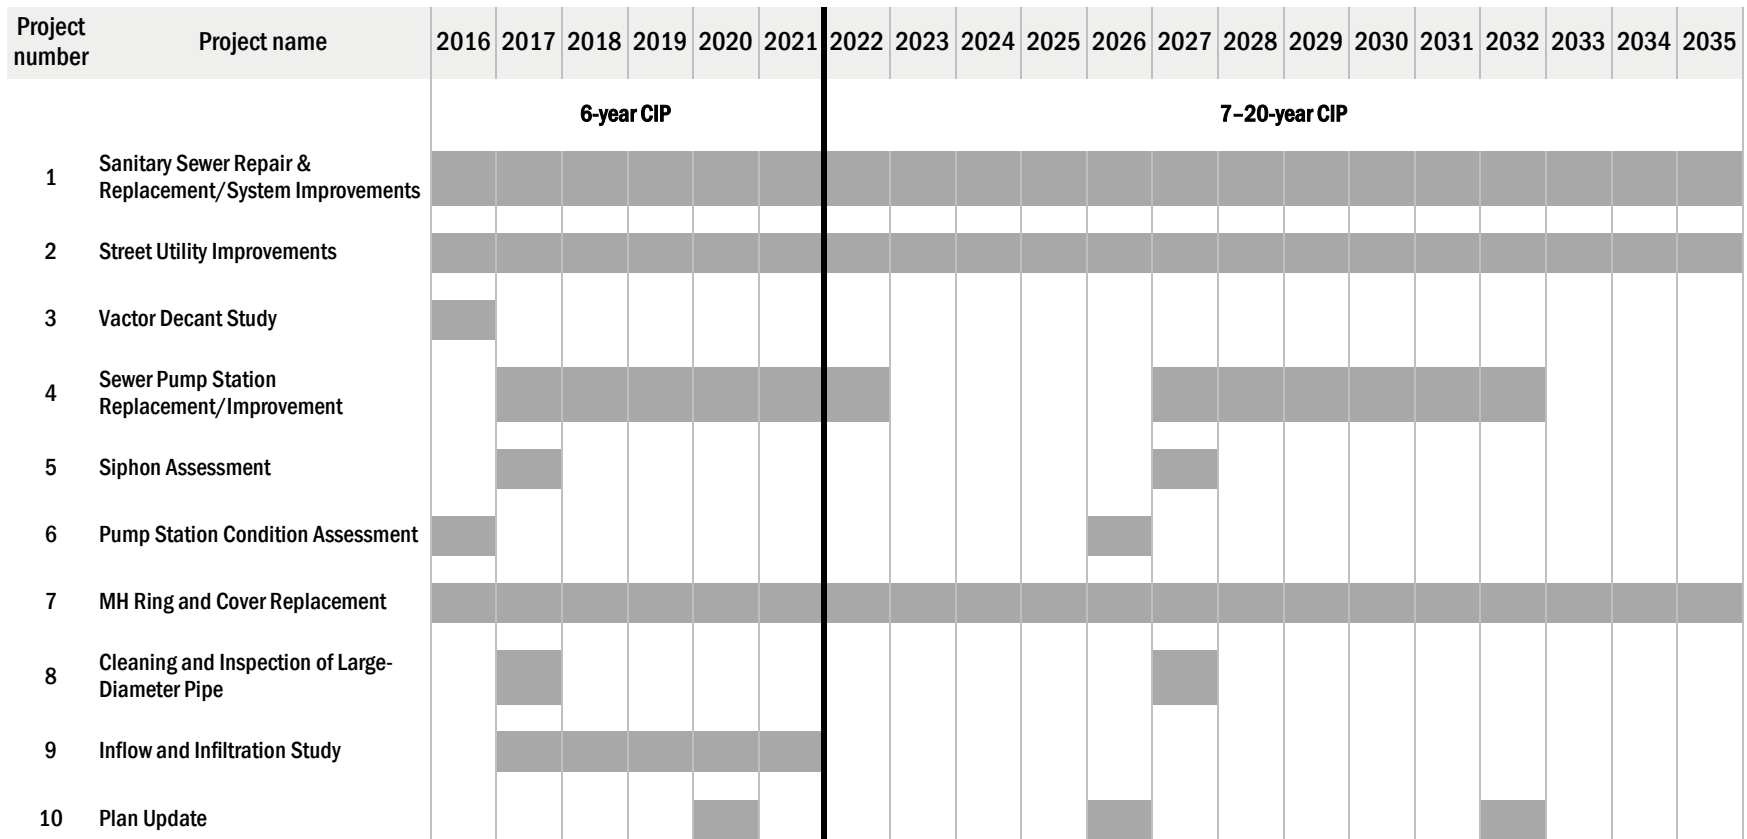 Project number
Project name
2016 2017 2018 2019 2020 2021 2022 2023 2024 2025 2026 2027 2028 2029 2030 2031 2032 2033 2034 2035
6-year CIP
7–20-year CIP
1
Sanitary Sewer Repair &
Replacement/System Improvements
2
Street Utility Improvements
3
Vactor Decant Study
4
Sewer Pump Station
Replacement/Improvement
5
Siphon Assessment
6
Pump Station Condition Assessment
7
MH Ring and Cover Replacement
8
Cleaning and Inspection of Large-
Diameter Pipe
9
Inflow and Infiltration Study
10
Plan Update